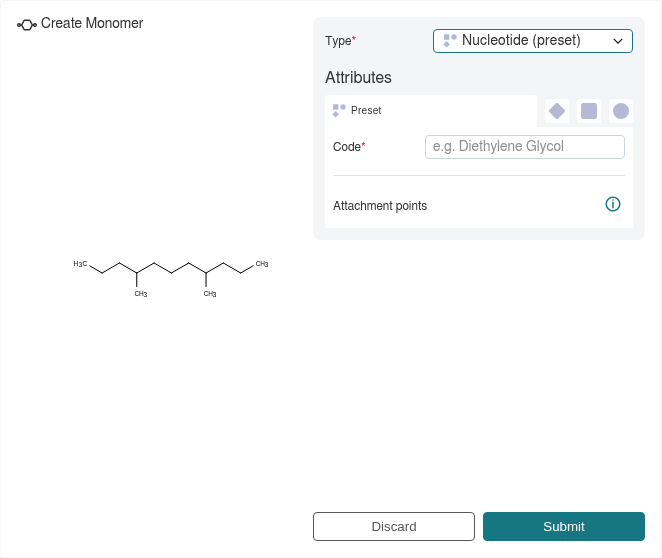 Create Monomer
Type*
Nucleotide (preset)
Attributes
Preset
Code*
e.g. Diethylene Glycol
Attachment points
H3C
CH3
CH3
CH3
Discard
Submit